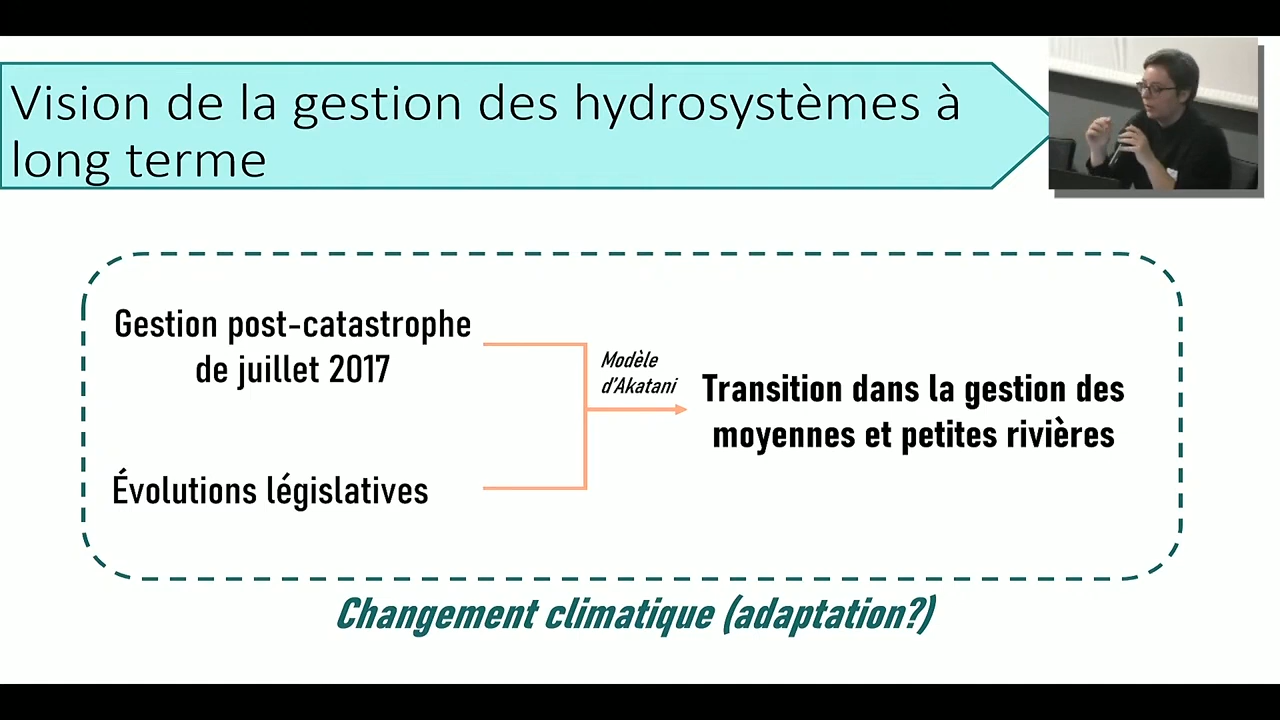 Vision de la gestion des hydrosystèmes à
long terme
Gestion post-catastrophe
de juillet 2017
Modèle
d'Akatani
Transition dans la gestion des
moyennes et petites rivières
Évolutions législatives
Changement climatique (adaptation?)